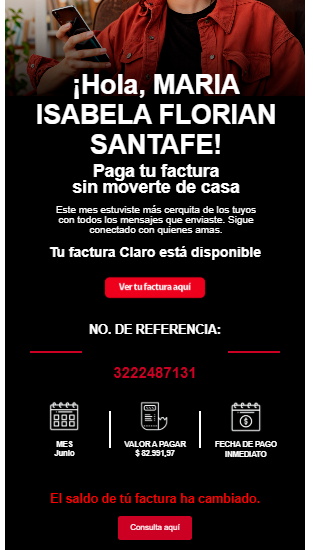 ¡Hola, MARIA
ISABELA FLORIAN
SANTAFE!
Paga tu factura
sin moverte de casa
Este mes estuviste más cerquita de los tuyos
con todos los mensajes que enviaste. Sigue
conectado con quienes amas.
Tu factura Claro está disponible
Ver tu factura aquí
NO. DE REFERENCIA:
3222487131
MES
Junio
VALOR A PAGAR
$ 82.991,97
FECHA DE PAGO
INMEDIATO
El saldo de tú factura ha cambiado.
Consulta aquí